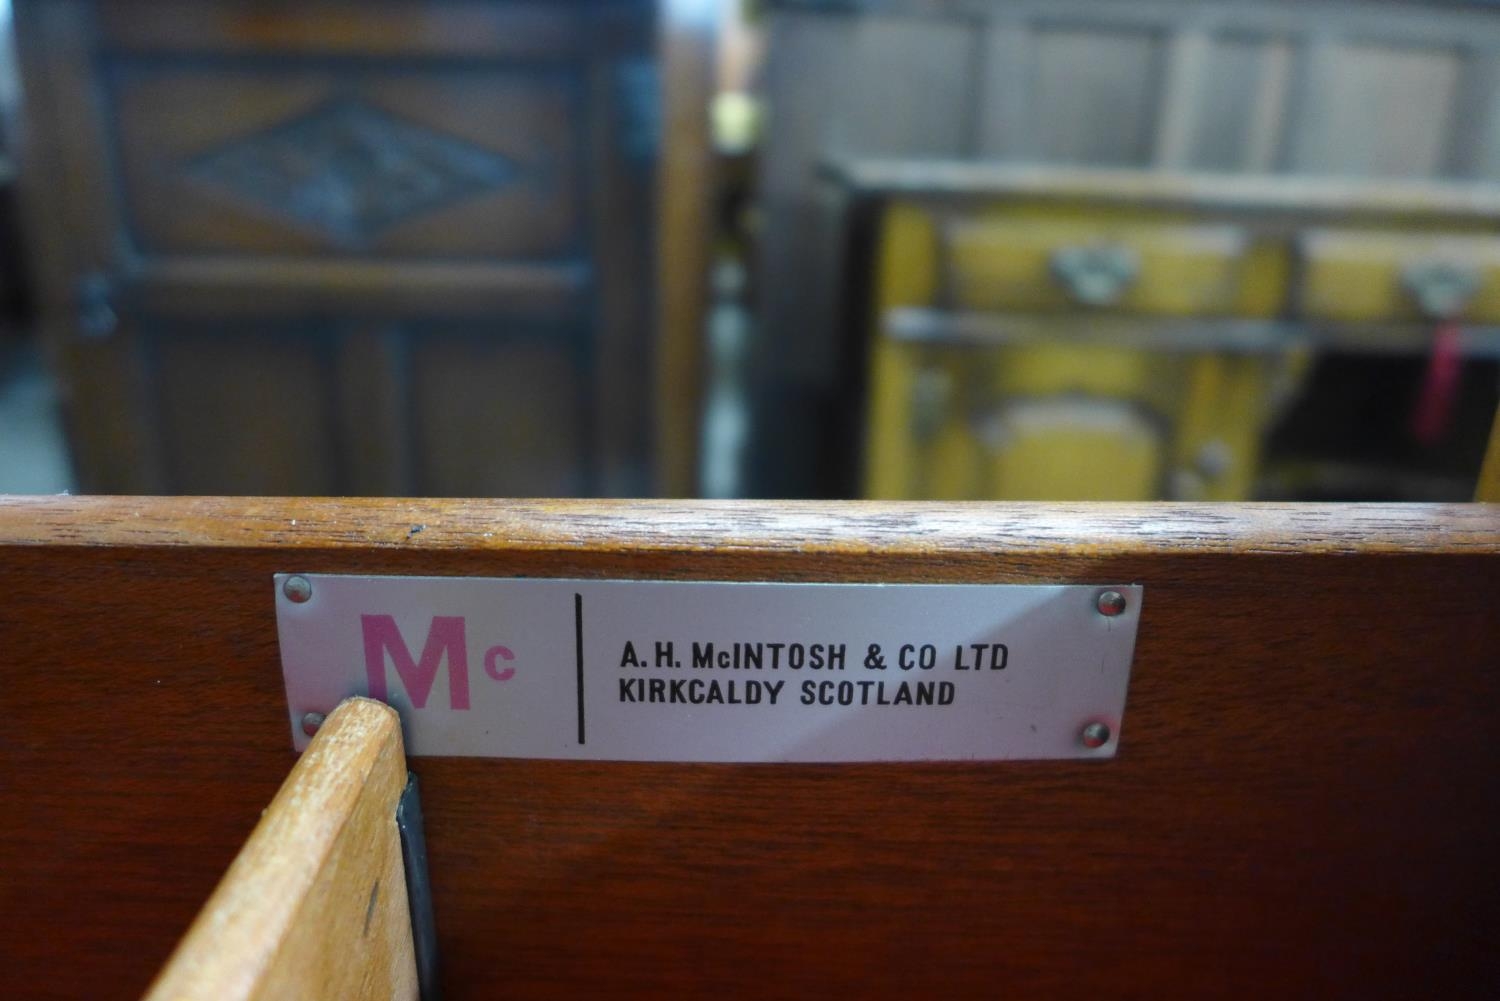 Mc
A.H. McINTOSH & CO LTD
KIRKCALDY SCOTLAND